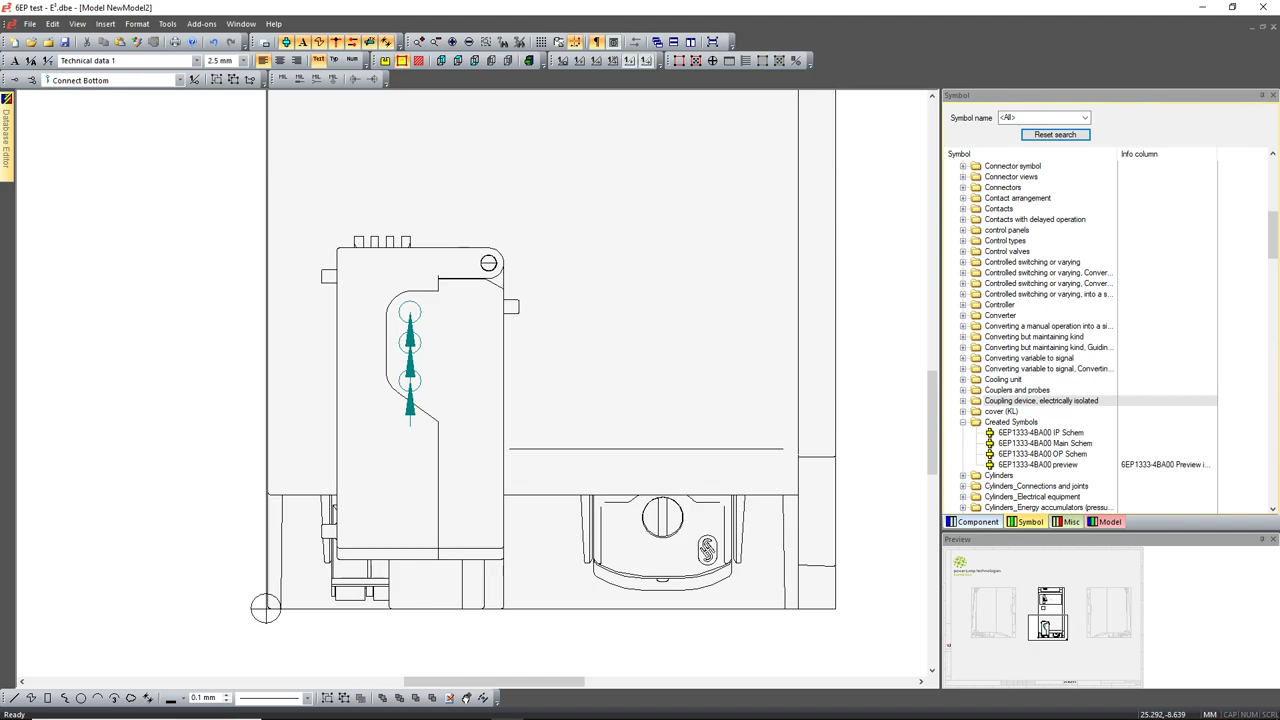 6EP test - E³.dbe - [Model NewModel2]
File Edit View Insert Format Tools Add-ons Window Help
Technical data 1 2.5 mm Text Typ Num
Connect Bottom MIL MIL MIL MIL
Database Editor
Symbol
Symbol name <All>
Reset search
Symbol Info column
Connector symbol
Connector views
Connectors
Contact arrangement
Contacts
Contacts with delayed operation
control panels
Control types
Control valves
Controlled switching or varying
Controlled switching or varying, Conver...
Controlled switching or varying, Conver...
Controlled switching or varying, into a s...
Controller
Converter
Converting a manual operation into a si...
Converting but maintaining kind
Converting but maintaining kind, Guidin...
Converting variable to signal
Converting variable to signal, Convertin...
Cooling unit
Couplers and probes
Coupling device, electrically isolated
cover (KL)
Created Symbols
6EP1333-4BA00 IP Schem
6EP1333-4BA00 Main Schem
6EP1333-4BA00 OP Schem
6EP1333-4BA00 preview 6EP1333-4BA00 Preview i...
Cylinders
Cylinders_Connections and joints
Cylinders_Electrical equipment
Cylinders_Energy accumulators (pressu...
Component Symbol Misc Model
Preview
0.1 mm
Ready 25.292,-8.639 MM CAP NUM SCRL